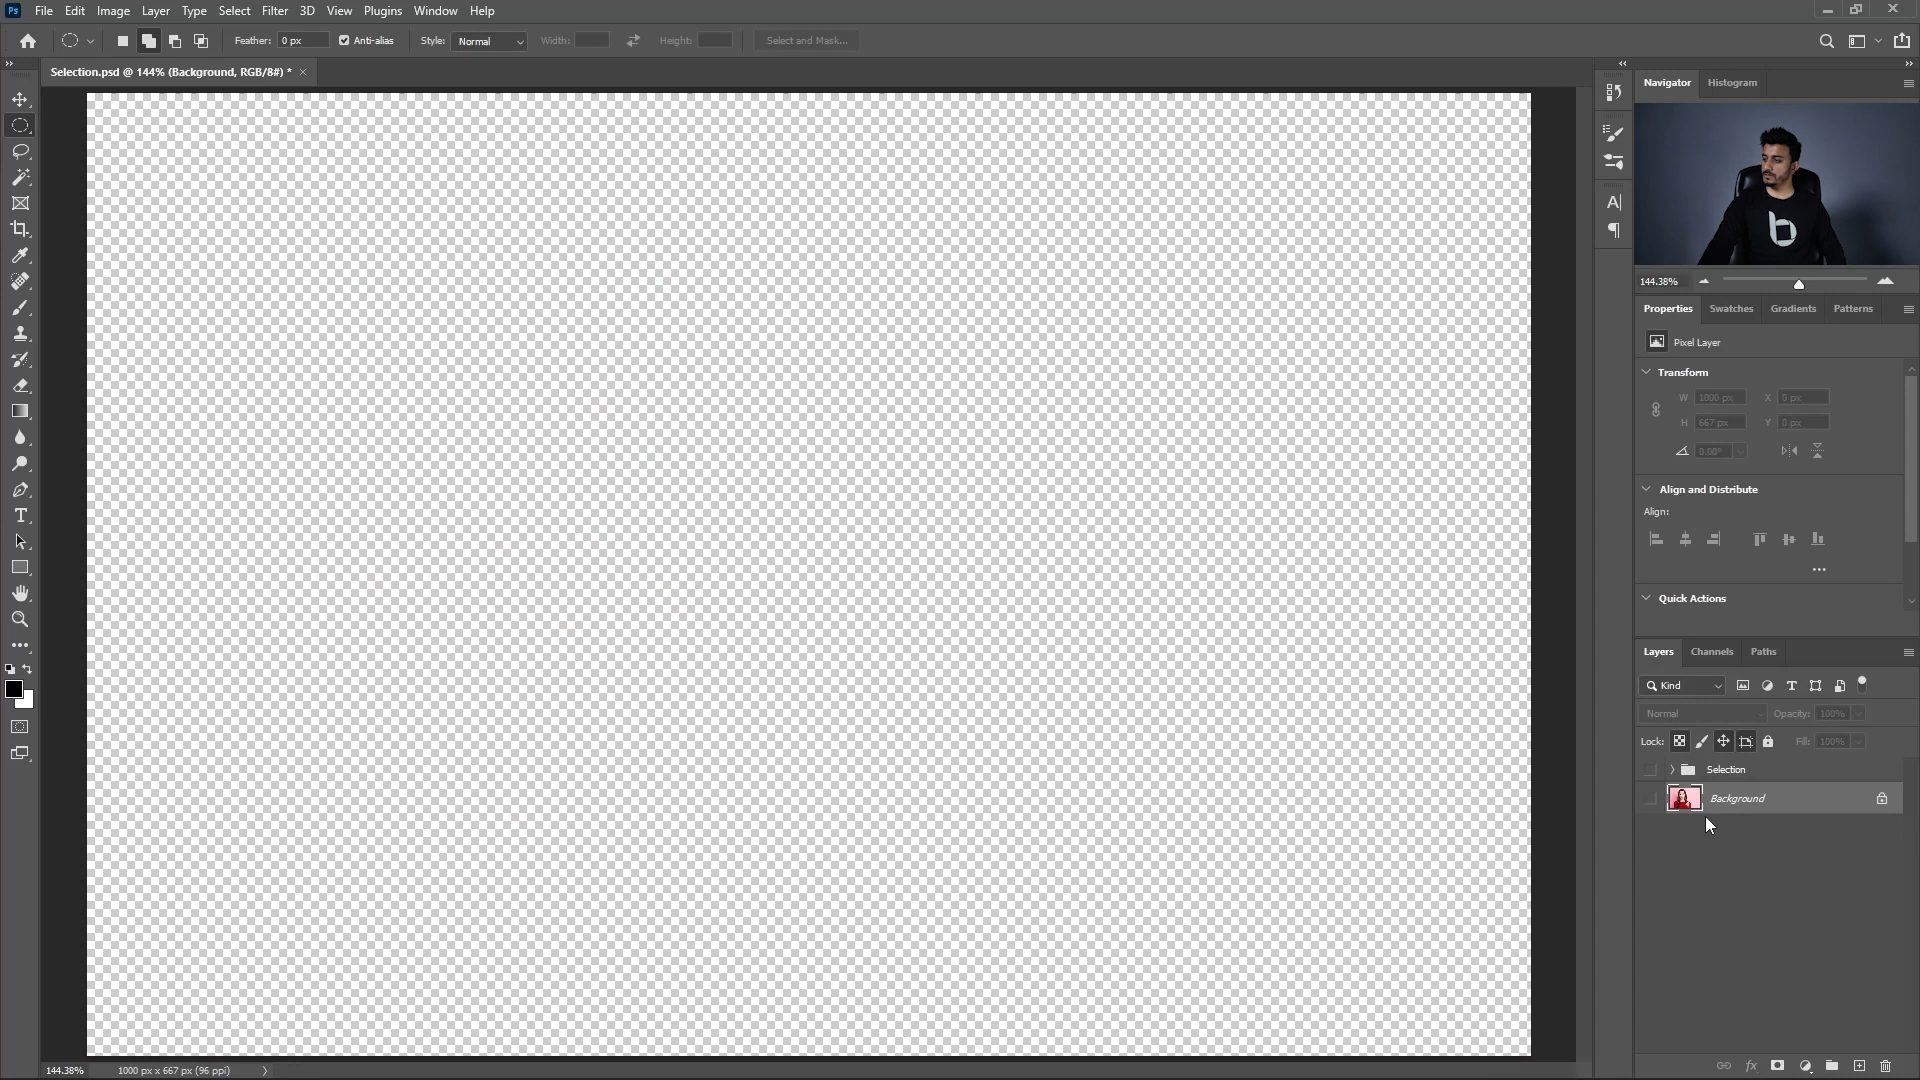 Ps File Edit Image Layer Type Select Filter 3D View Plugins Window Help
Feather: 0 px Anti-alias Style: Normal Width: Height: Select and Mask...
Selection.psd @ 144% (Background, RGB/8#) * ×
Navigator Histogram
b
144.38%
Properties Swatches Gradients Patterns
Pixel Layer
Transform
W 1000 px X 0 px
H 667 px Y 0 px
0.00°
Align and Distribute
Align:
Quick Actions
Layers Channels Paths
Kind
Normal Opacity: 100%
Lock: Fill: 100%
Selection
Background
fx
144.38% 1000 px x 667 px (96 ppi)